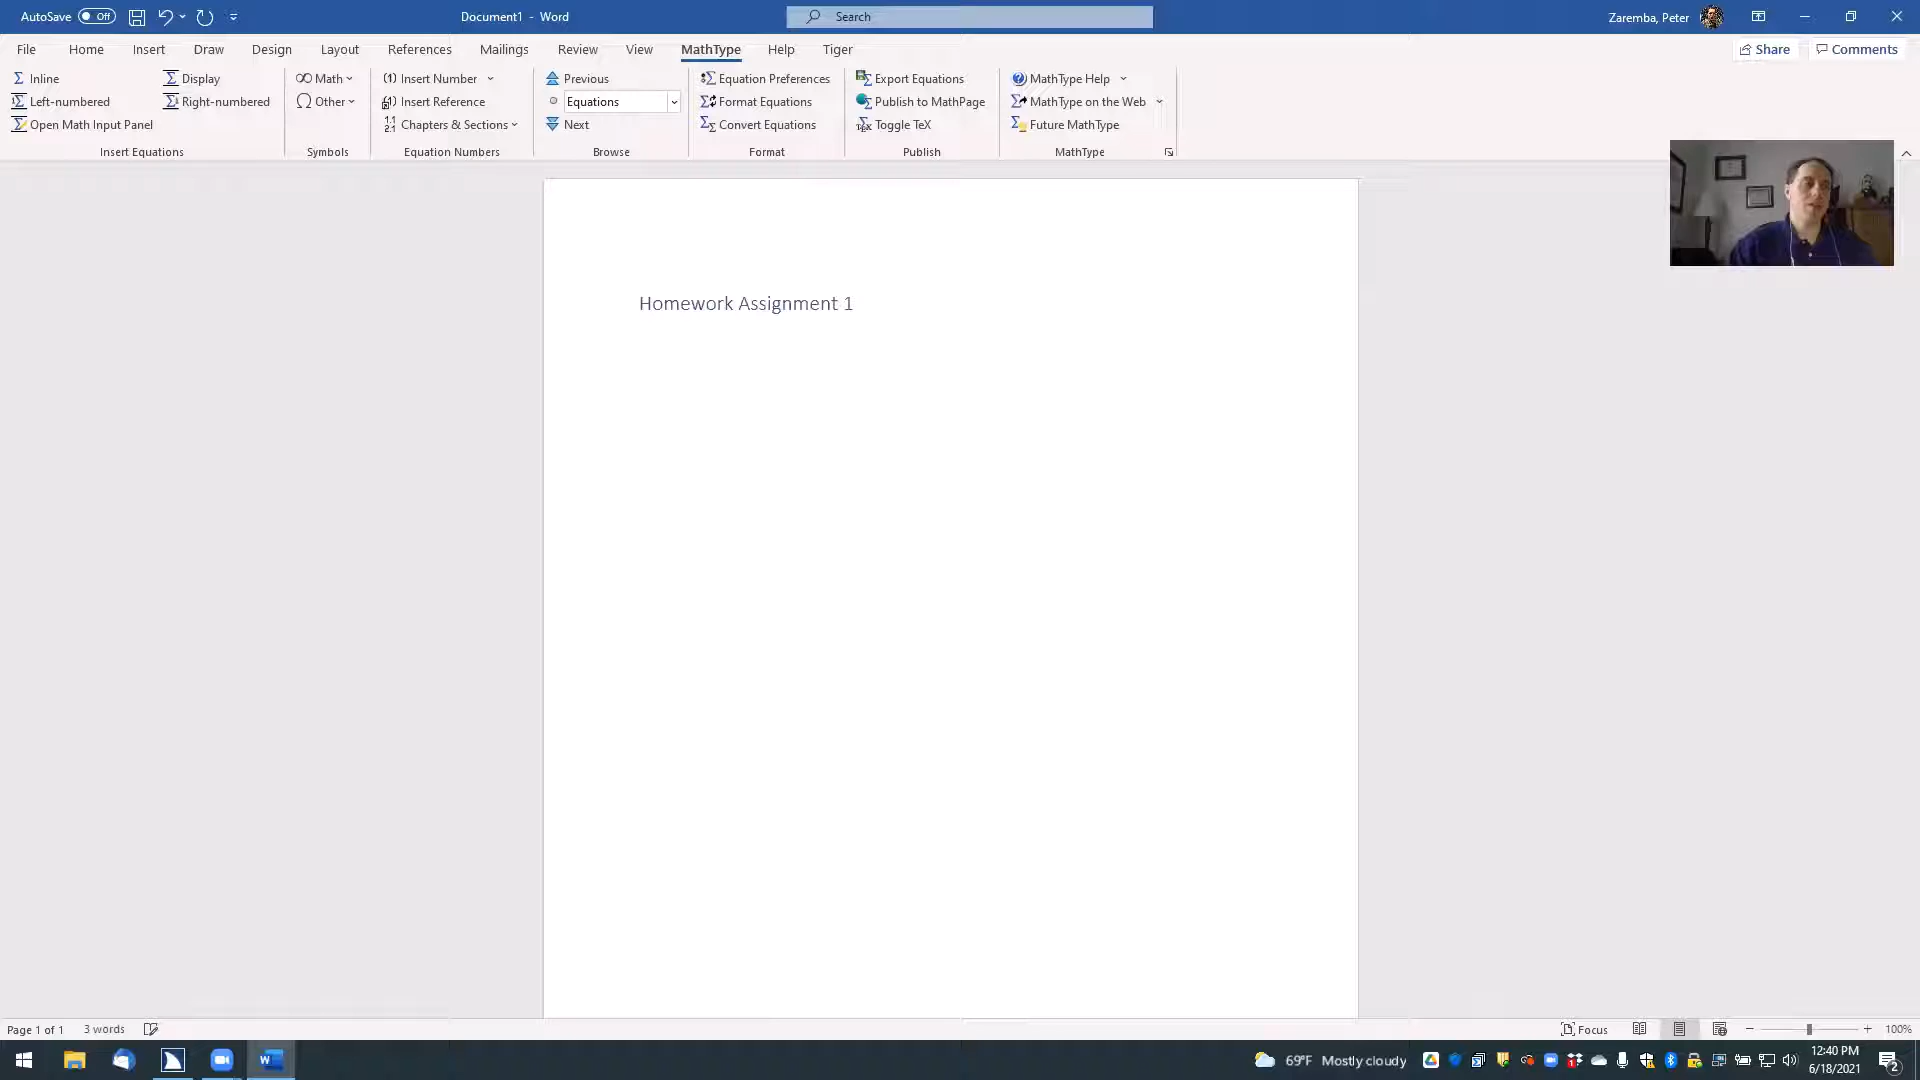 AutoSave Off
Document1 - Word
Search
Zaremba, Peter
File Home Insert Draw Design Layout References Mailings Review View MathType Help Tiger
Share Comments
Inline Display
Left-numbered Right-numbered
Open Math Input Panel
Insert Equations
Math
Other
Symbols
(1) Insert Number
Insert Reference
Chapters & Sections
Equation Numbers
Previous
Equations
Next
Browse
Equation Preferences
Format Equations
Convert Equations
Format
Export Equations
Publish to MathPage
Toggle TeX
Publish
MathType Help
MathType on the Web
Future MathType
MathType
Homework Assignment 1
Page 1 of 1 3 words
Focus
100%
69°F Mostly cloudy
12:40 PM
6/18/2021
2